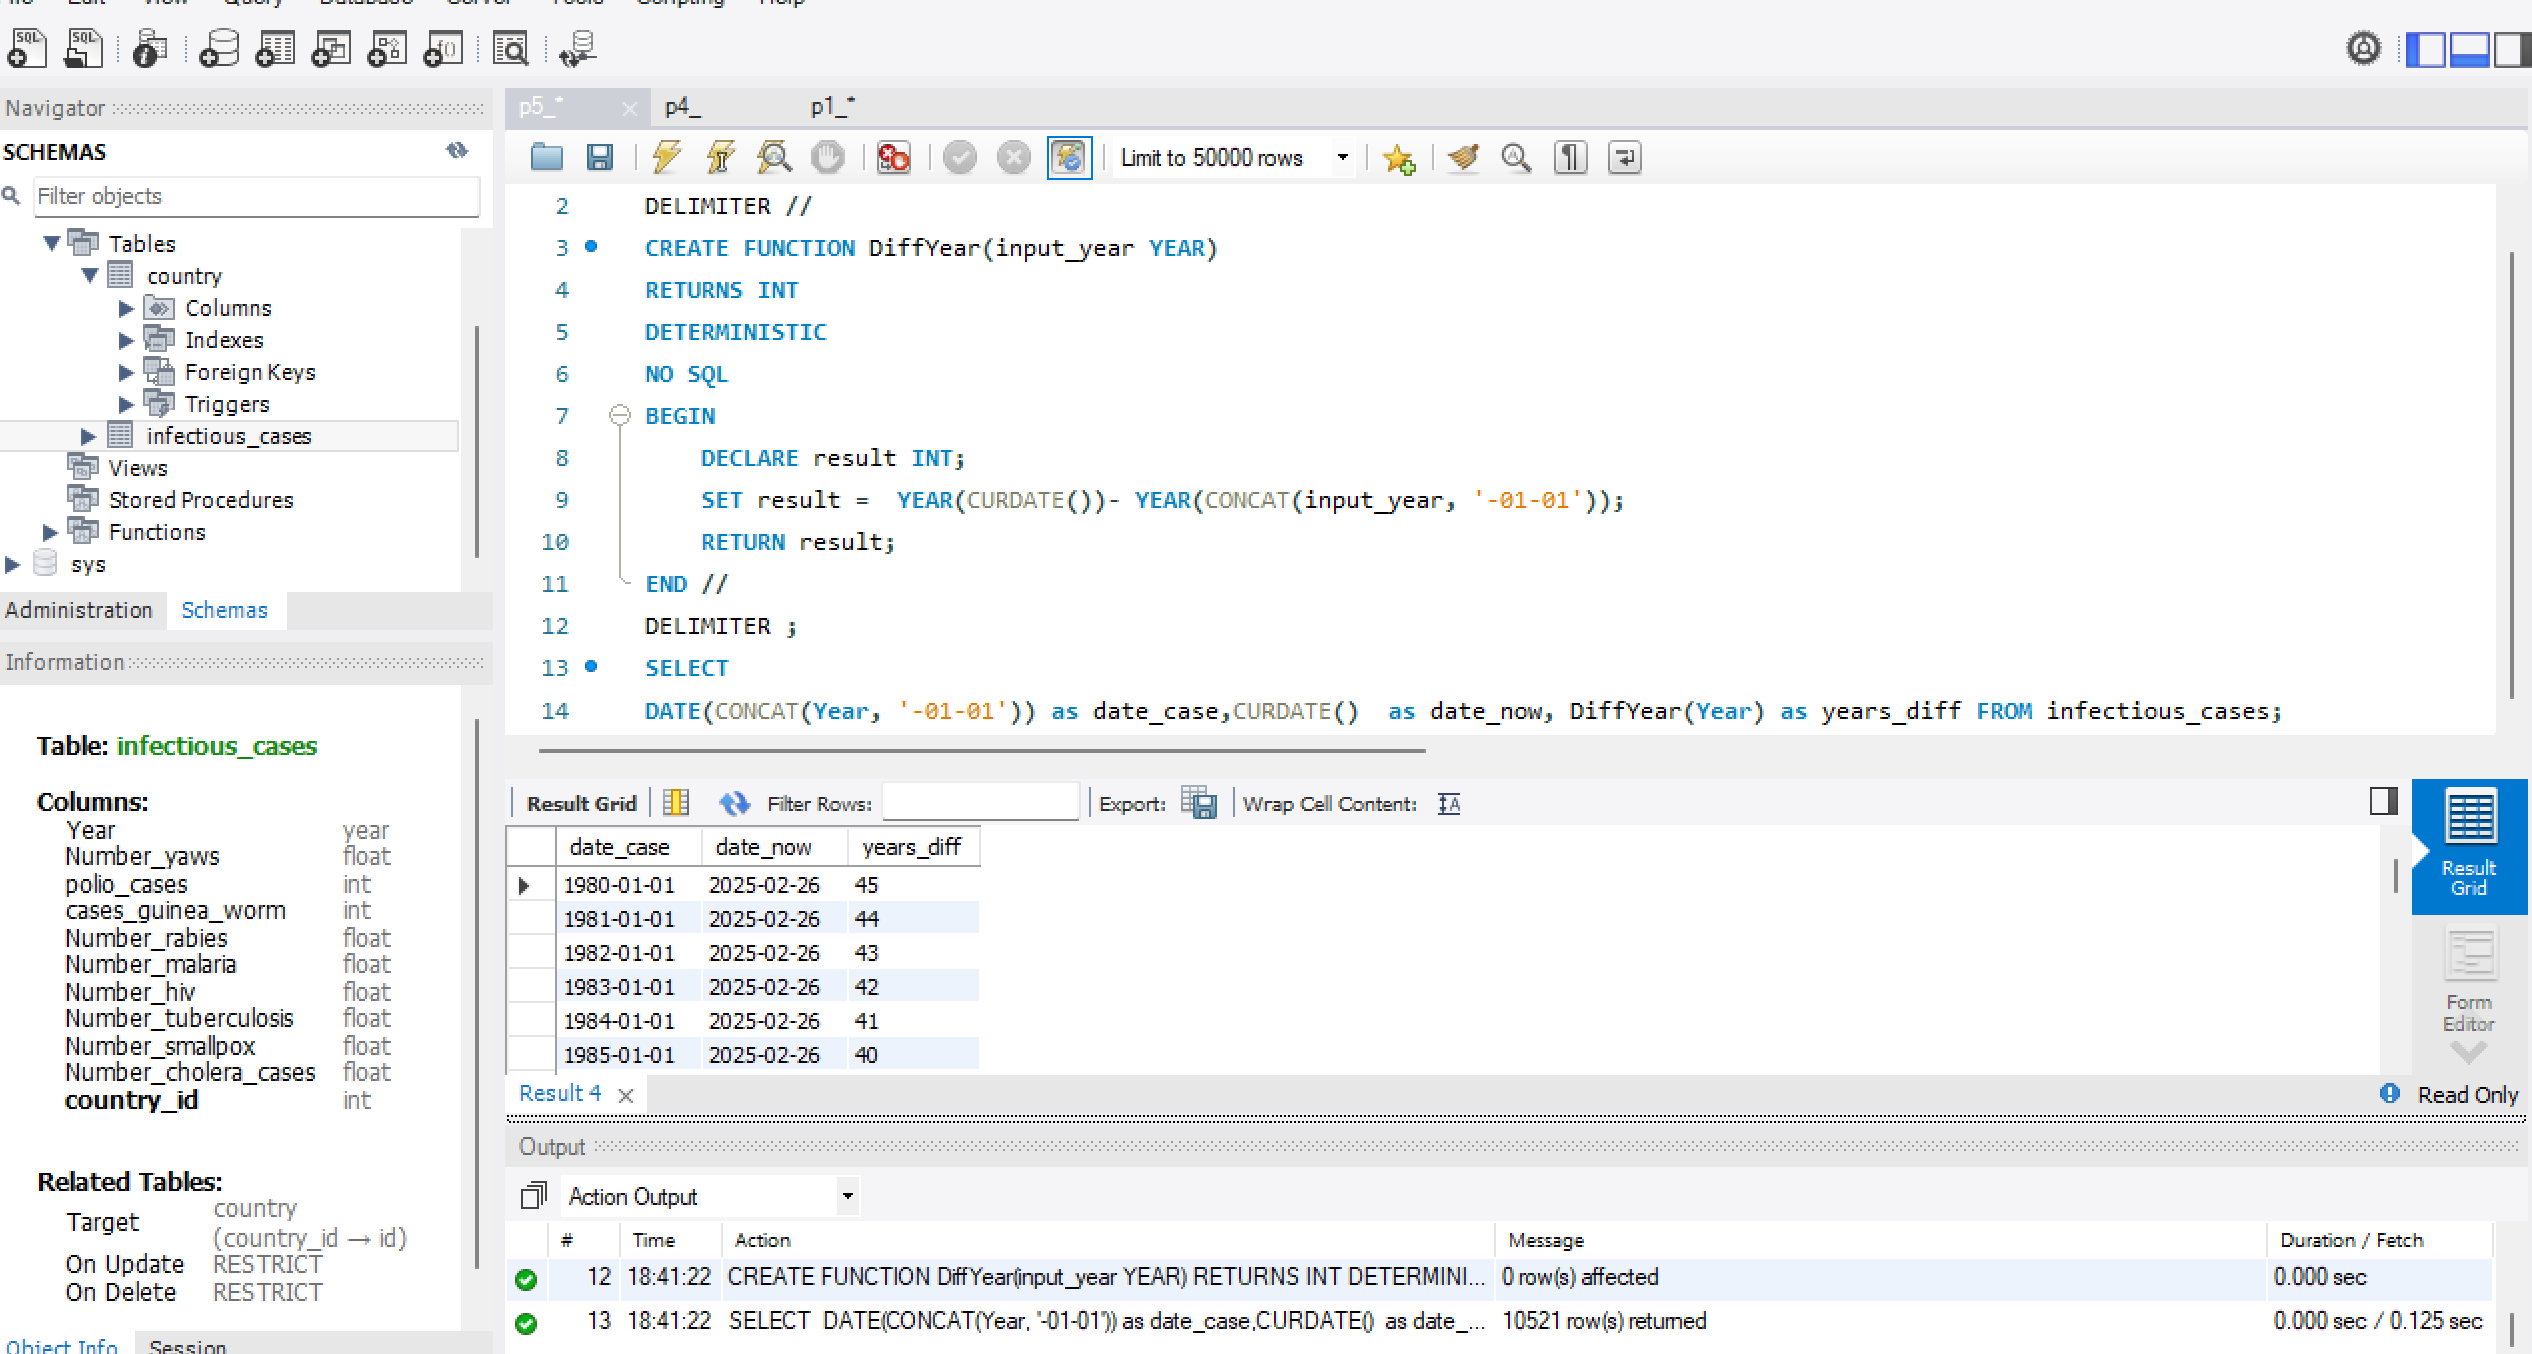 File Edit View Query Database Server Tools Scripting Help
Navigator
SCHEMAS
Filter objects
Tables
country
Columns
Indexes
Foreign Keys
Triggers
infectious_cases
Views
Stored Procedures
Functions
sys
Administration Schemas
Information
Table: infectious_cases
Columns:
Year year
Number_yaws float
polio_cases int
cases_guinea_worm int
Number_rabies float
Number_malaria float
Number_hiv float
Number_tuberculosis float
Number_smallpox float
Number_cholera_cases float
country_id int
Related Tables:
Target country
(country_id → id)
On Update RESTRICT
On Delete RESTRICT
Object Info Session
p5_* p4_ p1_*
Limit to 50000 rows
2 DELIMITER //
3 CREATE FUNCTION DiffYear(input_year YEAR)
4 RETURNS INT
5 DETERMINISTIC
6 NO SQL
7 BEGIN
8 DECLARE result INT;
9 SET result =  YEAR(CURDATE())- YEAR(CONCAT(input_year, '-01-01'));
10 RETURN result;
11 END //
12 DELIMITER ;
13 SELECT
14 DATE(CONCAT(Year, '-01-01')) as date_case,CURDATE()  as date_now, DiffYear(Year) as years_diff FROM infectious_cases;
Result Grid Filter Rows: Export: Wrap Cell Content:
date_case date_now years_diff
1980-01-01 2025-02-26 45
1981-01-01 2025-02-26 44
1982-01-01 2025-02-26 43
1983-01-01 2025-02-26 42
1984-01-01 2025-02-26 41
1985-01-01 2025-02-26 40
Result
Grid
Form
Editor
Result 4 Read Only
Output
Action Output
# Time Action Message Duration / Fetch
12 18:41:22 CREATE FUNCTION DiffYear(input_year YEAR) RETURNS INT DETERMINI... 0 row(s) affected 0.000 sec
13 18:41:22 SELECT  DATE(CONCAT(Year, '-01-01')) as date_case,CURDATE()  as date_... 10521 row(s) returned 0.000 sec / 0.125 sec